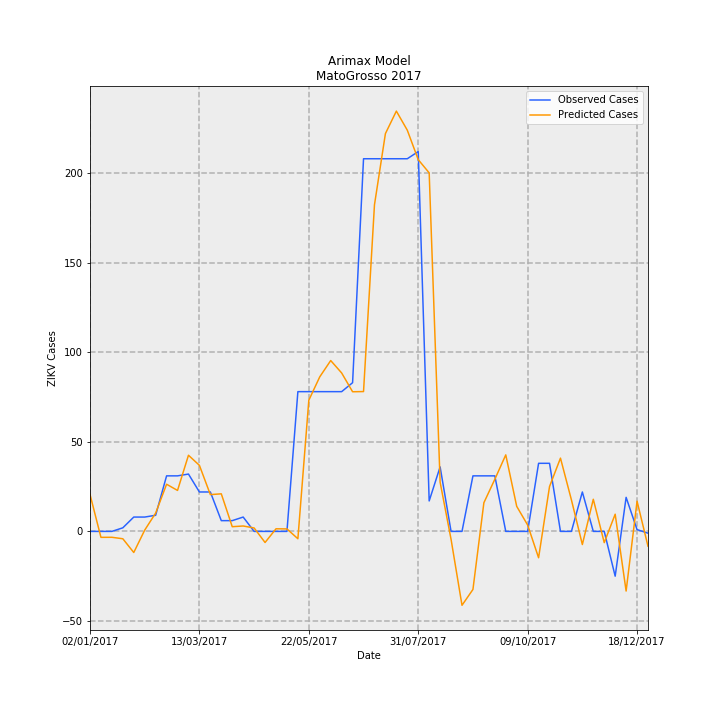 Arimax Model
MatoGrosso 2017
Observed Cases
Predicted Cases
ZIKV Cases
200
150
100
50
0
−50
02/01/2017 13/03/2017 22/05/2017 31/07/2017 09/10/2017 18/12/2017
Date